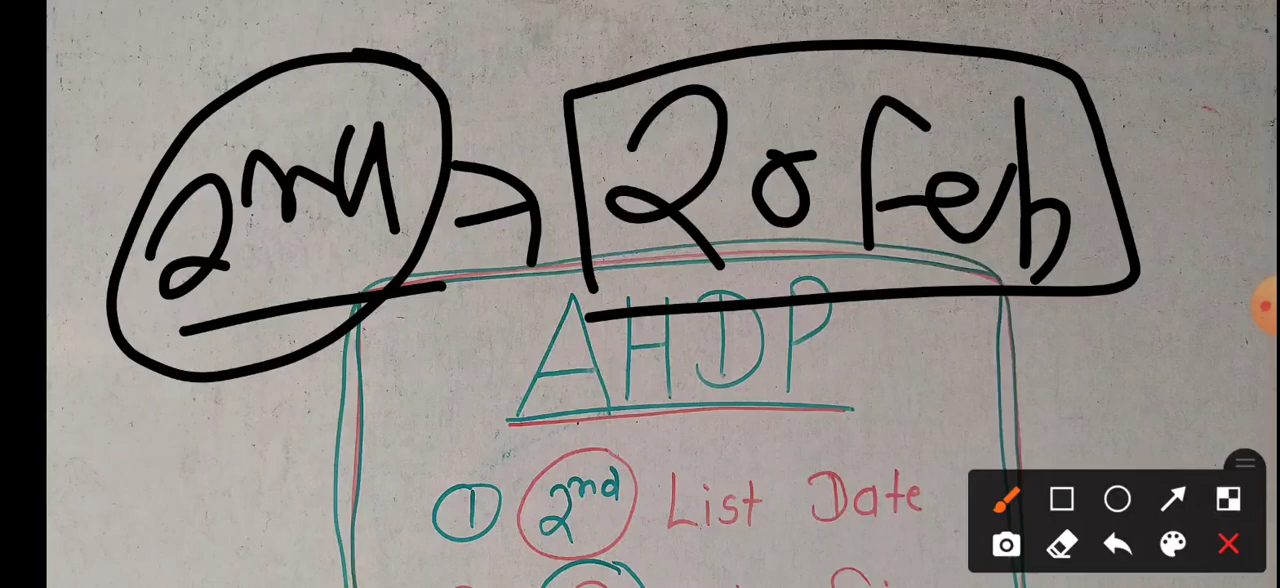 2nd → 20 Feb
AHDP
① 2nd List Date